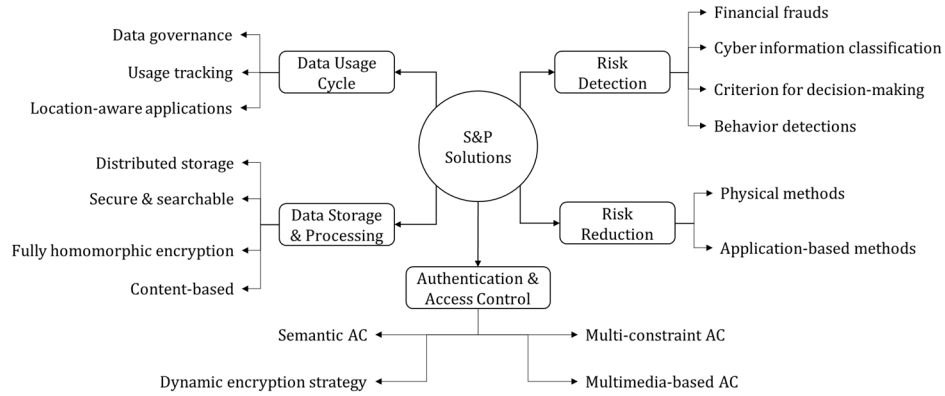 Data governance
Usage tracking
Location-aware applications
Data Usage
Cycle
Risk
Detection
Financial frauds
Cyber information classification
Criterion for decision-making
Behavior detections
S&P
Solutions
Distributed storage
Secure & searchable
Fully homomorphic encryption
Content-based
Data Storage
& Processing
Risk
Reduction
Physical methods
Application-based methods
Authentication &
Access Control
Semantic AC
Multi-constraint AC
Dynamic encryption strategy
Multimedia-based AC